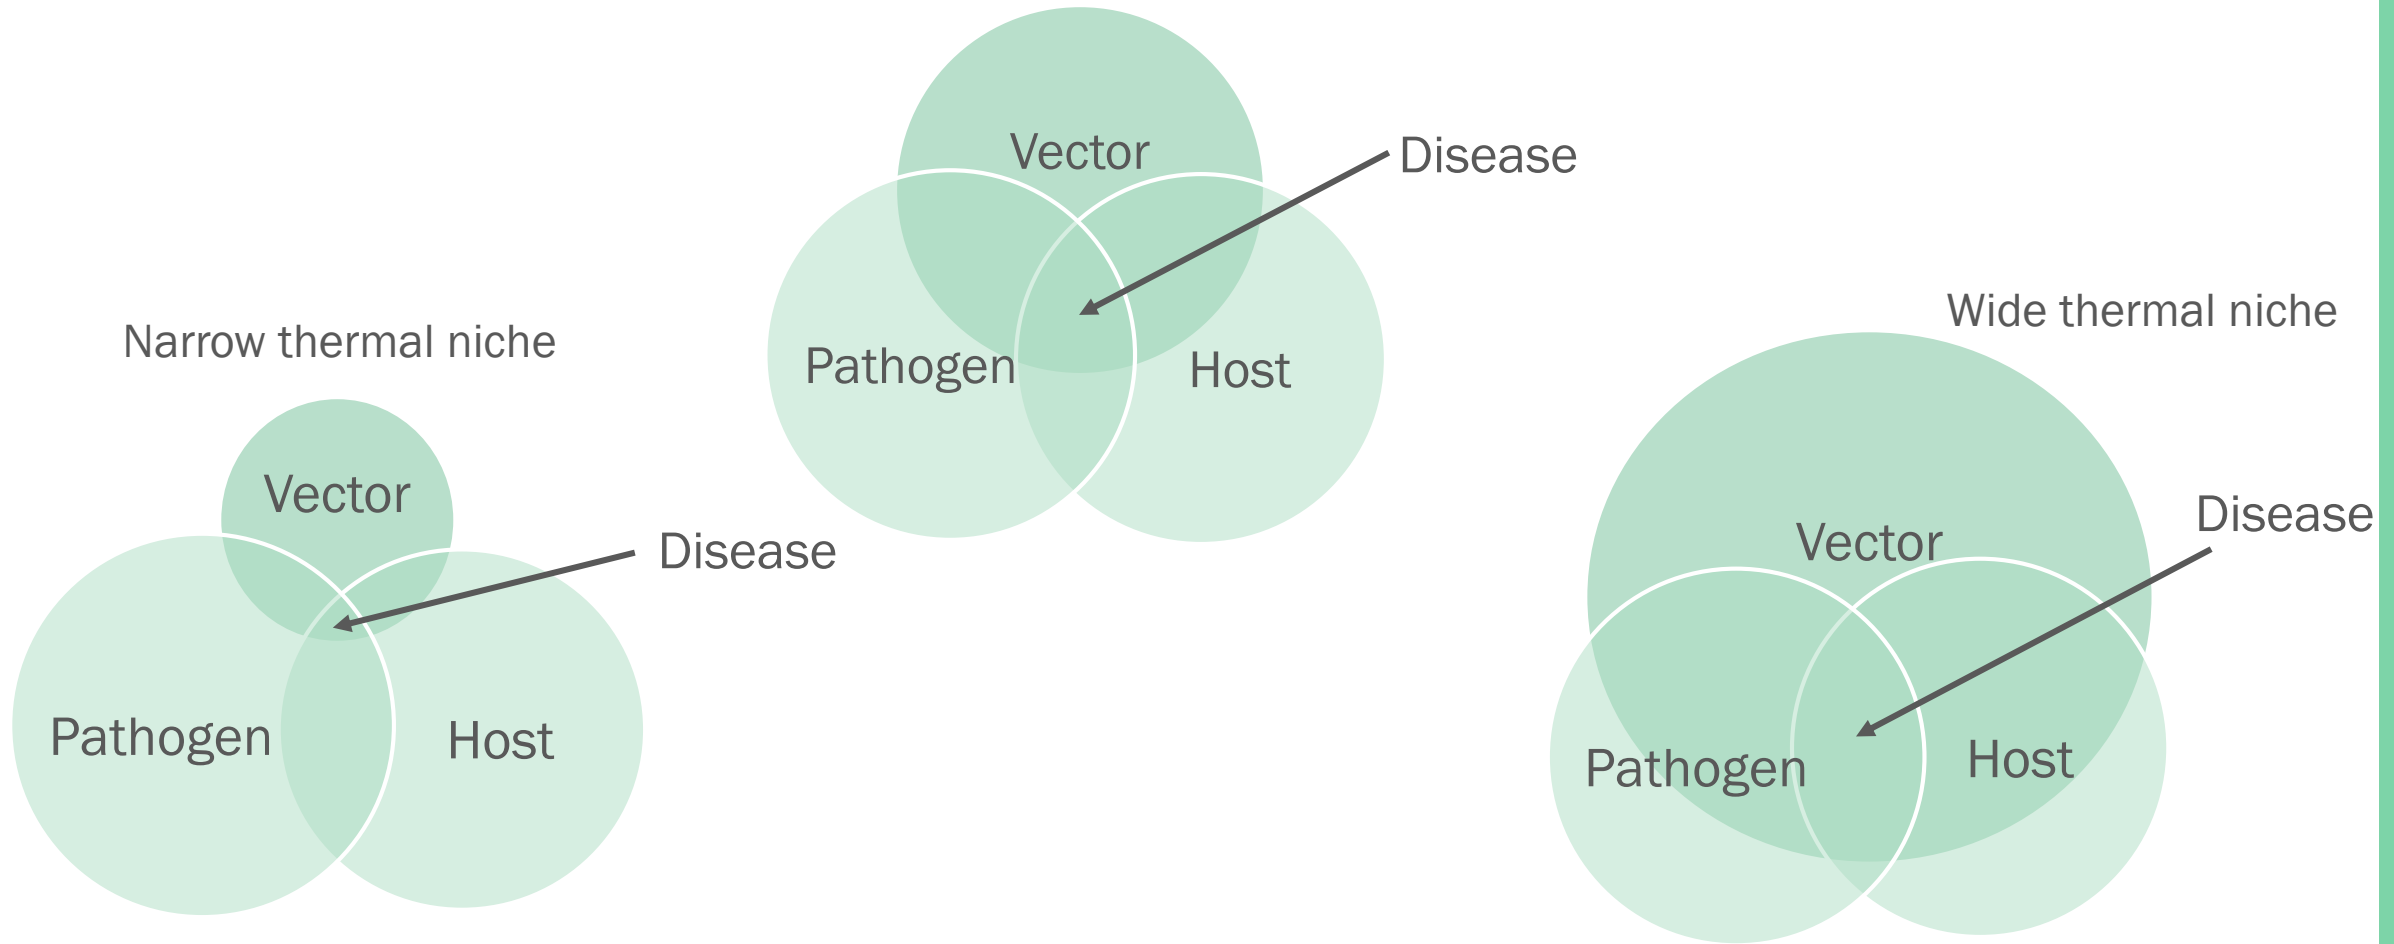 Narrow thermal niche
Vector
Disease
Pathogen
Host
Vector
Disease
Pathogen
Host
Wide thermal niche
Vector
Disease
Pathogen
Host